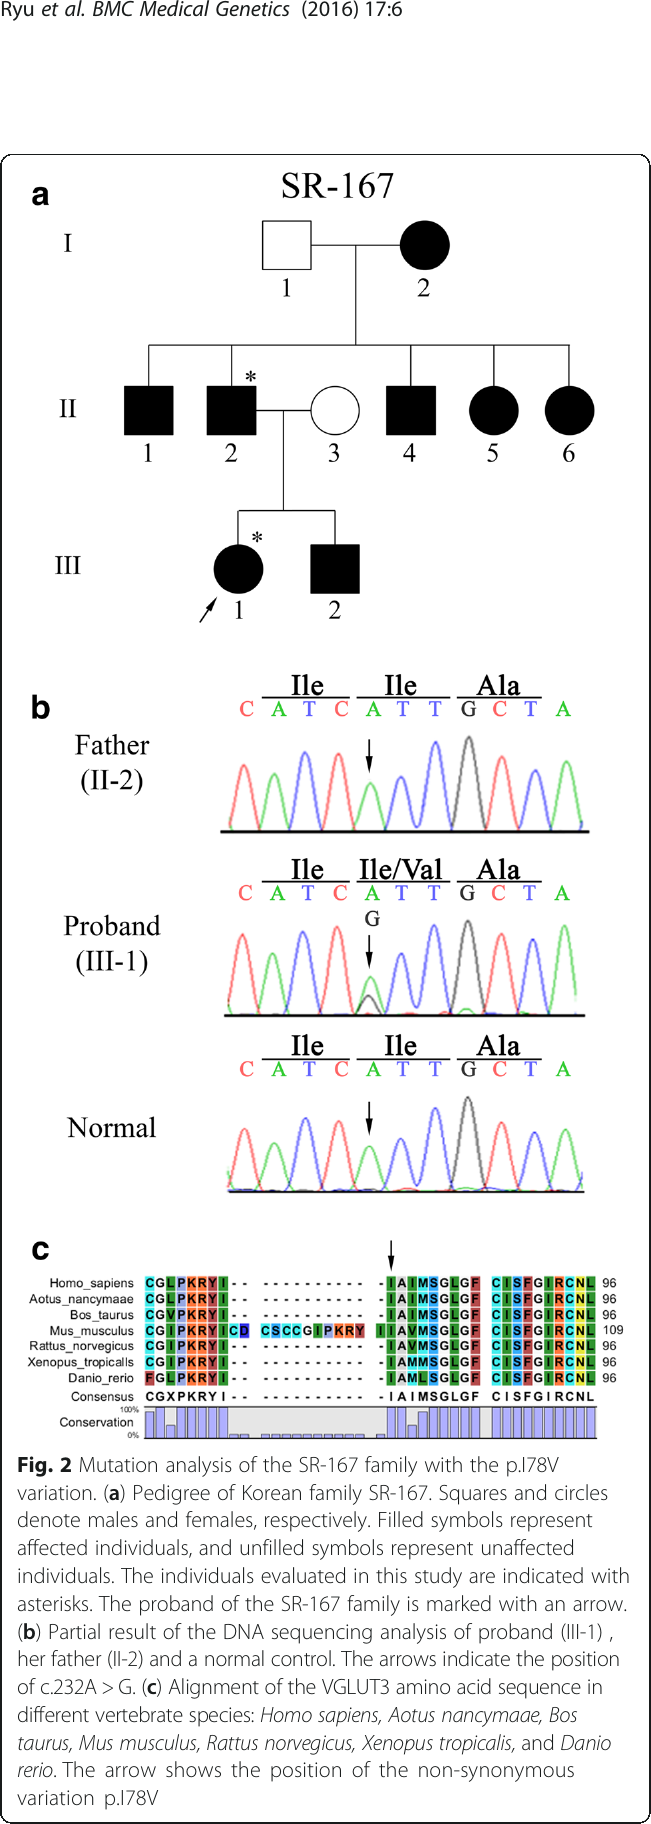 Ryu et al. BMC Medical Genetics (2016) 17:6
a
SR-167
I
1
2
*
II
1
2
3
4
5
6
*
III
1
2
b
Ile Ile Ala
C A T C A T T G C T A
Father
(II-2)
Ile Ile/Val Ala
C A T C A T T G C T A
G
Proband
(III-1)
Ile Ile Ala
C A T C A T T G C T A
Normal
c
Homo_sapiens CGLPKRYI-- ---------- -IAIMSGLGF CISFGIRCNL 96
Aotus_nancymaae CGLPKRYI-- ---------- -IAIMSGLGF CISFGIRCNL 96
Bos_taurus CGVPKRYI-- ---------- -IAIMSGLGF CISFGIRCNL 96
Mus_musculus CGIPKRYICD CSCCGIPKRY IIAVMSGLGF CISFGIRCNL 109
Rattus_norvegicus CGIPKRYI-- ---------- -IAVMSGLGF CISFGIRCNL 96
Xenopus_tropicalls CGIPKRYI-- ---------- -IAMMSGLGF CISFGIRCNL 96
Danio_rerio FGLPKRYI-- ---------- -IAMLSGLGF CISFGIRCNL 96
Consensus CGXPKRYI-- ---------- -IAIMSGLGF CISFGIRCNL
100%
Conservation
0%
Fig. 2 Mutation analysis of the SR-167 family with the p.I78V
variation. (a) Pedigree of Korean family SR-167. Squares and circles
denote males and females, respectively. Filled symbols represent
affected individuals, and unfilled symbols represent unaffected
individuals. The individuals evaluated in this study are indicated with
asterisks. The proband of the SR-167 family is marked with an arrow.
(b) Partial result of the DNA sequencing analysis of proband (III-1) ,
her father (II-2) and a normal control. The arrows indicate the position
of c.232A > G. (c) Alignment of the VGLUT3 amino acid sequence in
different vertebrate species: Homo sapiens, Aotus nancymaae, Bos
taurus, Mus musculus, Rattus norvegicus, Xenopus tropicalis, and Danio
rerio. The arrow shows the position of the non-synonymous
variation p.I78V